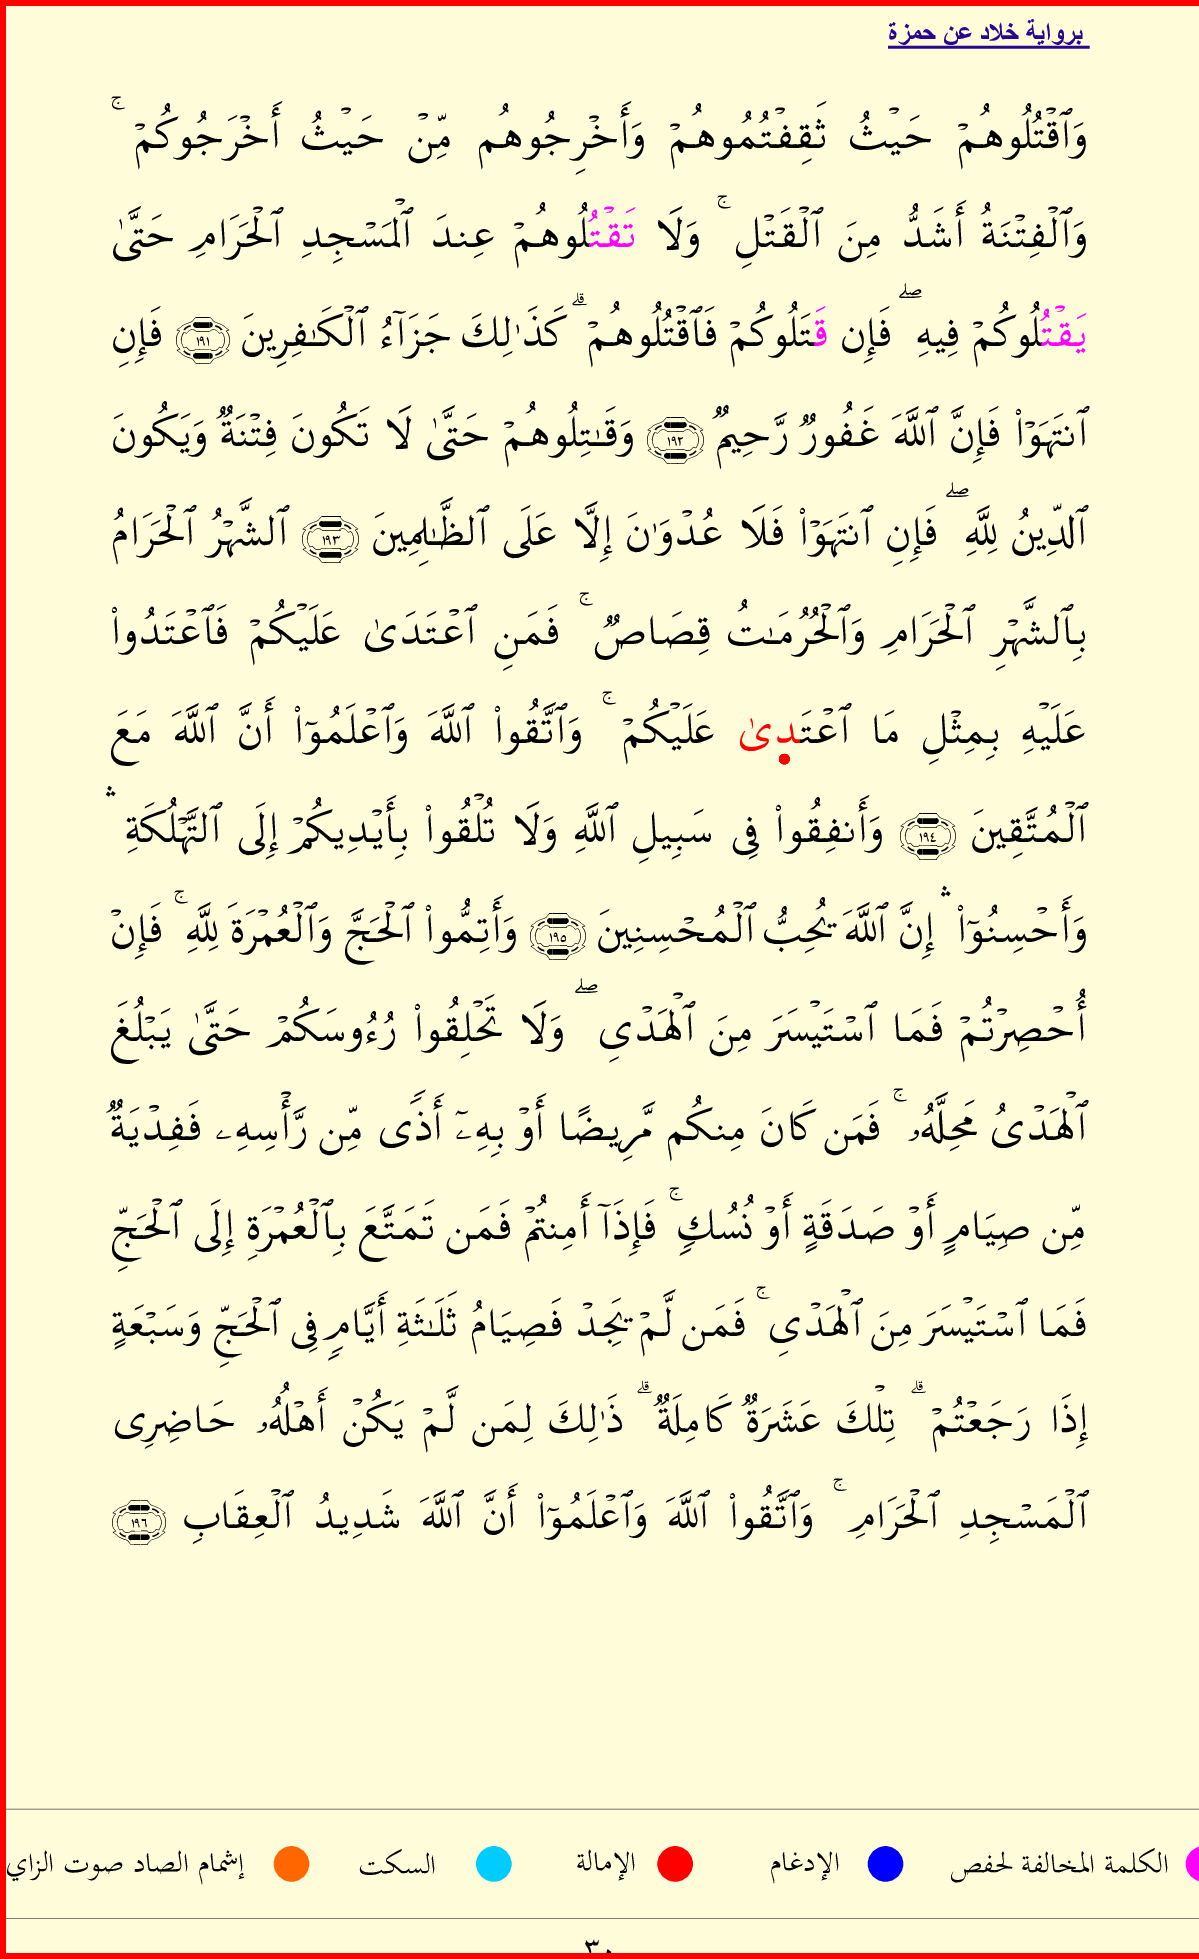 برواية خلاد عن حمزة
وَٱقْتُلُوهُمْ حَيْثُ ثَقِفْتُمُوهُمْ وَأَخْرِجُوهُم مِّنْ حَيْثُ أَخْرَجُوكُمْ ۚ
وَٱلْفِتْنَةُ أَشَدُّ مِنَ ٱلْقَتْلِ ۚ وَلَا تَقْتُلُوهُمْ عِندَ ٱلْمَسْجِدِ ٱلْحَرَامِ حَتَّىٰ
يَقْتُلُوكُمْ فِيهِ ۖ فَإِن قَتَلُوكُمْ فَٱقْتُلُوهُمْ ۗ كَذَٰلِكَ جَزَآءُ ٱلْكَـٰفِرِينَ ١٩١ فَإِنِ
ٱنتَهَوْا۟ فَإِنَّ ٱللَّهَ غَفُورٌ رَّحِيمٌ ١٩٢ وَقَـٰتِلُوهُمْ حَتَّىٰ لَا تَكُونَ فِتْنَةٌ وَيَكُونَ
ٱلدِّينُ لِلَّهِ ۖ فَإِنِ ٱنتَهَوْا۟ فَلَا عُدْوَٰنَ إِلَّا عَلَى ٱلظَّـٰلِمِينَ ١٩٣ ٱلشَّهْرُ ٱلْحَرَامُ
بِٱلشَّهْرِ ٱلْحَرَامِ وَٱلْحُرُمَـٰتُ قِصَاصٌ ۚ فَمَنِ ٱعْتَدَىٰ عَلَيْكُمْ فَٱعْتَدُوا۟
عَلَيْهِ بِمِثْلِ مَا ٱعْتَدِىٰ عَلَيْكُمْ ۚ وَٱتَّقُوا۟ ٱللَّهَ وَٱعْلَمُوٓا۟ أَنَّ ٱللَّهَ مَعَ
ٱلْمُتَّقِينَ ١٩٤ وَأَنفِقُوا۟ فِى سَبِيلِ ٱللَّهِ وَلَا تُلْقُوا۟ بِأَيْدِيكُمْ إِلَى ٱلتَّهْلُكَةِ ۛ
وَأَحْسِنُوٓا۟ ۛ إِنَّ ٱللَّهَ يُحِبُّ ٱلْمُحْسِنِينَ ١٩٥ وَأَتِمُّوا۟ ٱلْحَجَّ وَٱلْعُمْرَةَ لِلَّهِ ۚ فَإِنْ
أُحْصِرْتُمْ فَمَا ٱسْتَيْسَرَ مِنَ ٱلْهَدْىِ ۖ وَلَا تَحْلِقُوا۟ رُءُوسَكُمْ حَتَّىٰ يَبْلُغَ
ٱلْهَدْىُ مَحِلَّهُۥ ۚ فَمَن كَانَ مِنكُم مَّرِيضًا أَوْ بِهِۦٓ أَذًى مِّن رَّأْسِهِۦ فَفِدْيَةٌ
مِّن صِيَامٍ أَوْ صَدَقَةٍ أَوْ نُسُكٍ ۚ فَإِذَآ أَمِنتُمْ فَمَن تَمَتَّعَ بِٱلْعُمْرَةِ إِلَى ٱلْحَجِّ
فَمَا ٱسْتَيْسَرَ مِنَ ٱلْهَدْىِ ۚ فَمَن لَّمْ يَجِدْ فَصِيَامُ ثَلَـٰثَةِ أَيَّامٍ فِى ٱلْحَجِّ وَسَبْعَةٍ
إِذَا رَجَعْتُمْ ۗ تِلْكَ عَشَرَةٌ كَامِلَةٌ ۗ ذَٰلِكَ لِمَن لَّمْ يَكُنْ أَهْلُهُۥ حَاضِرِى
ٱلْمَسْجِدِ ٱلْحَرَامِ ۚ وَٱتَّقُوا۟ ٱللَّهَ وَٱعْلَمُوٓا۟ أَنَّ ٱللَّهَ شَدِيدُ ٱلْعِقَابِ ١٩٦
الكلمة المخالفة لحفص الإدغام الإمالة السكت إشمام الصاد صوت الزاي
٣٠